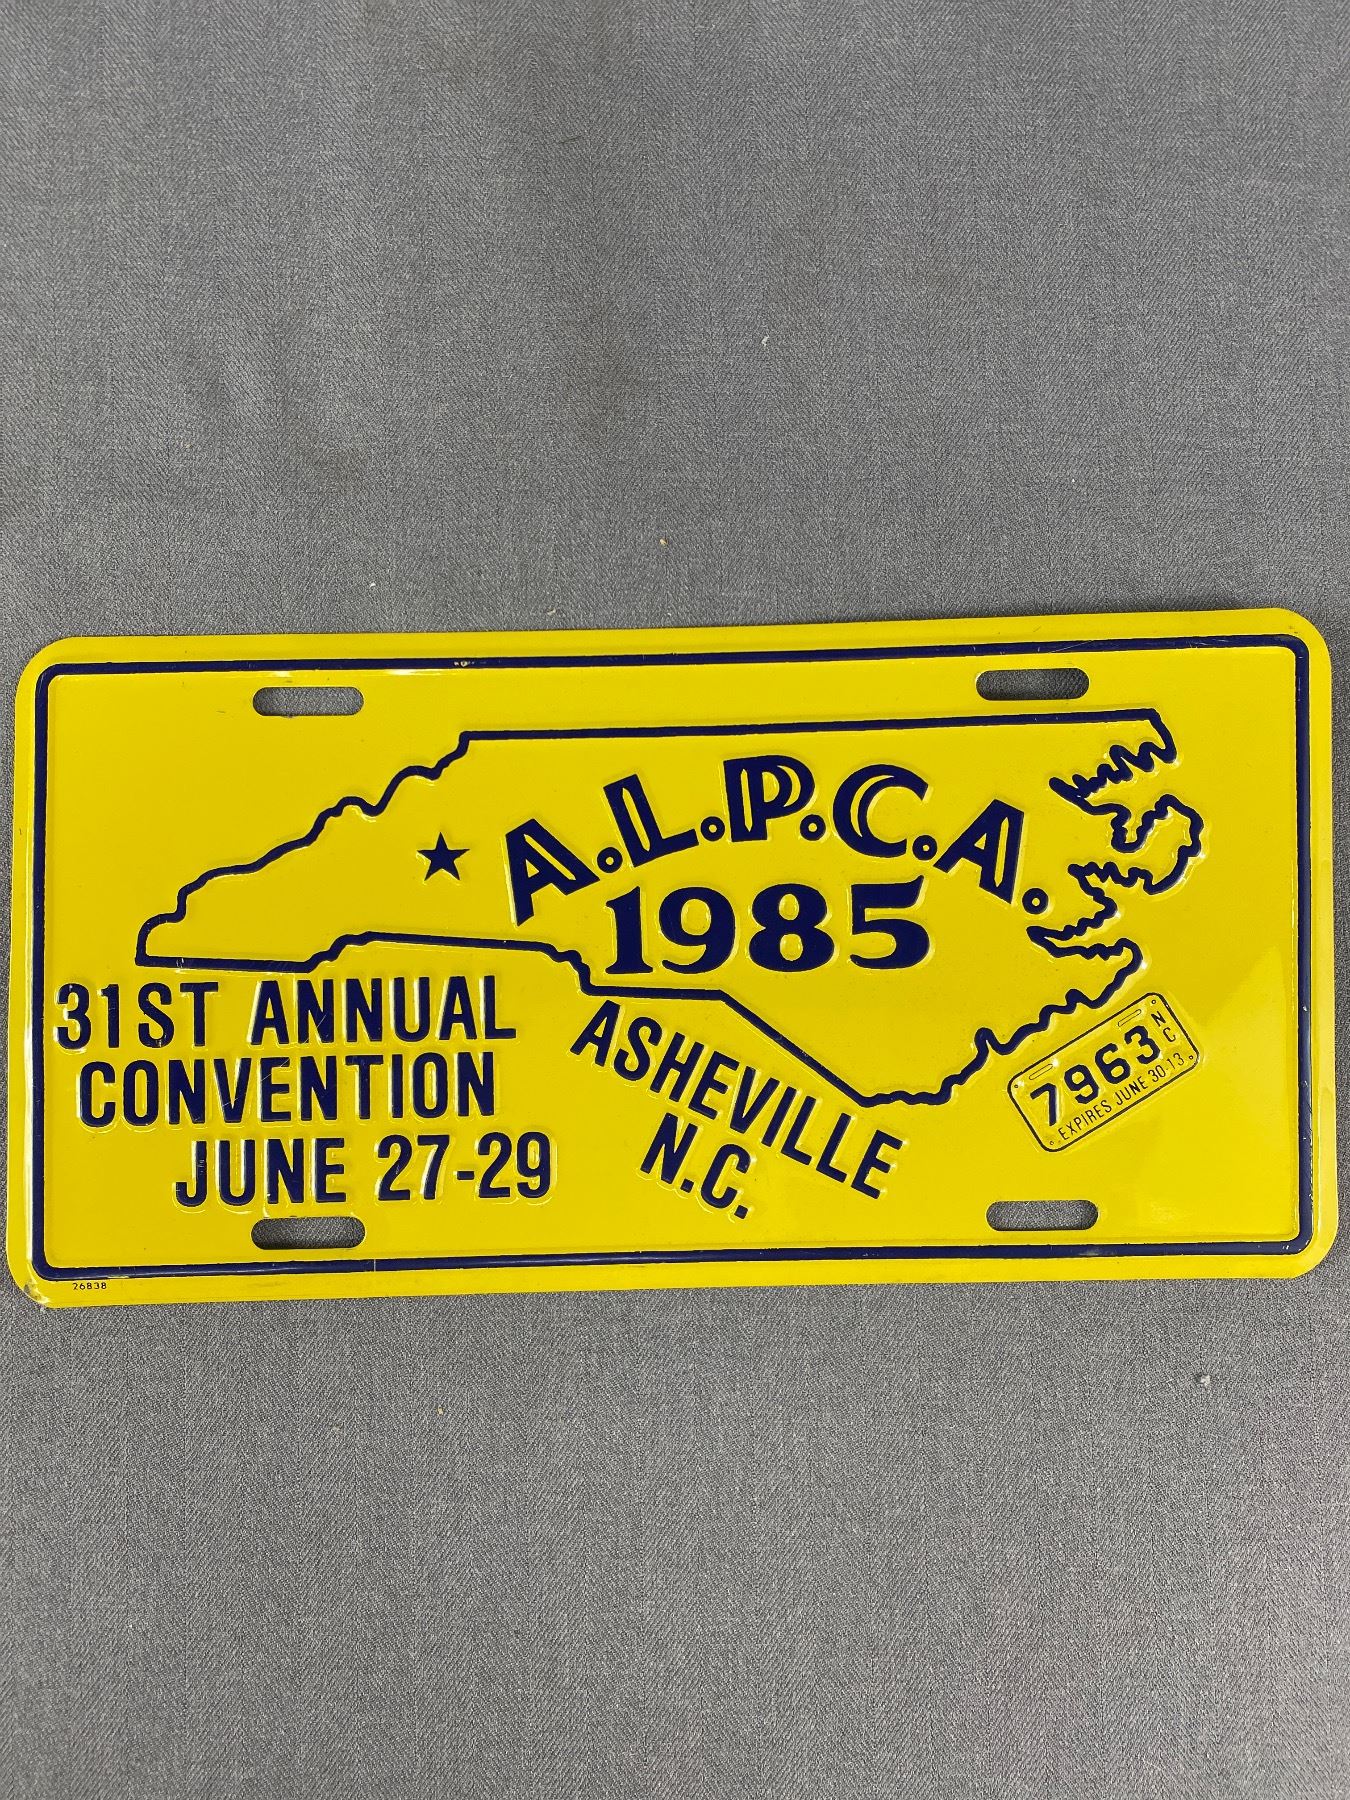 A.L.P.C.A.
1985
31ST ANNUAL
CONVENTION
JUNE 27-29
ASHEVILLE
N.C.
7963 NC
EXPIRES JUNE 30-13
26838